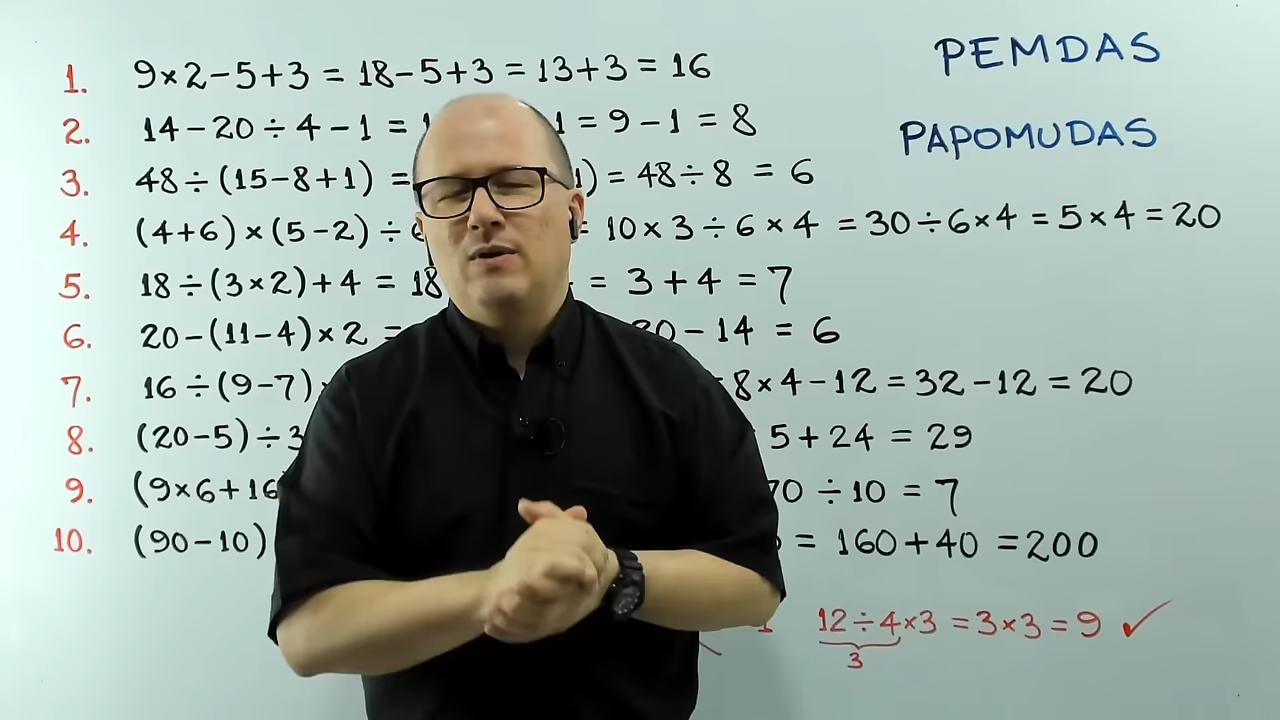 PEMDAS
PAPOMUDAS
1. 9×2−5+3 = 18−5+3 = 13+3 = 16
2. 14−20÷4−1 = 1 = 9−1 = 8
3. 48÷(15−8+1) = 1) = 48÷8 = 6
4. (4+6)×(5−2)÷ = 10×3÷6×4 = 30÷6×4 = 5×4 = 20
5. 18÷(3×2)+4 = 18 = 3+4 = 7
6. 20−(11−4)×2 = 20−14 = 6
7. 16÷(9−7) 8×4−12 = 32−12 = 20
8. (20−5)÷3 5+24 = 29
9. (9×6+16 70÷10 = 7
10. (90−10) = 160+40 = 200
12÷4×3 = 3×3 = 9 ✓
3